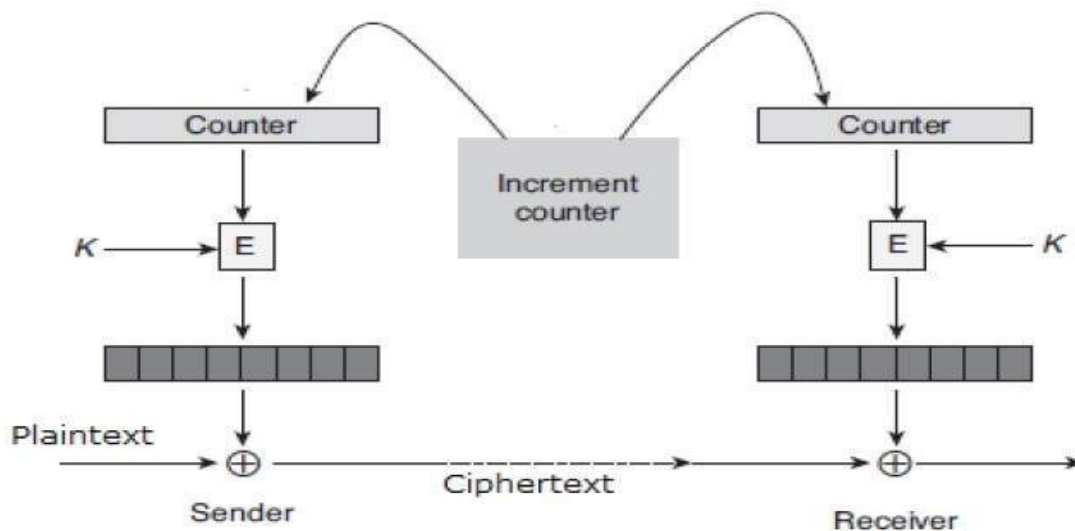 Counter
Counter
Increment
counter
K
E
E
K
Plaintext
Ciphertext
Sender
Receiver